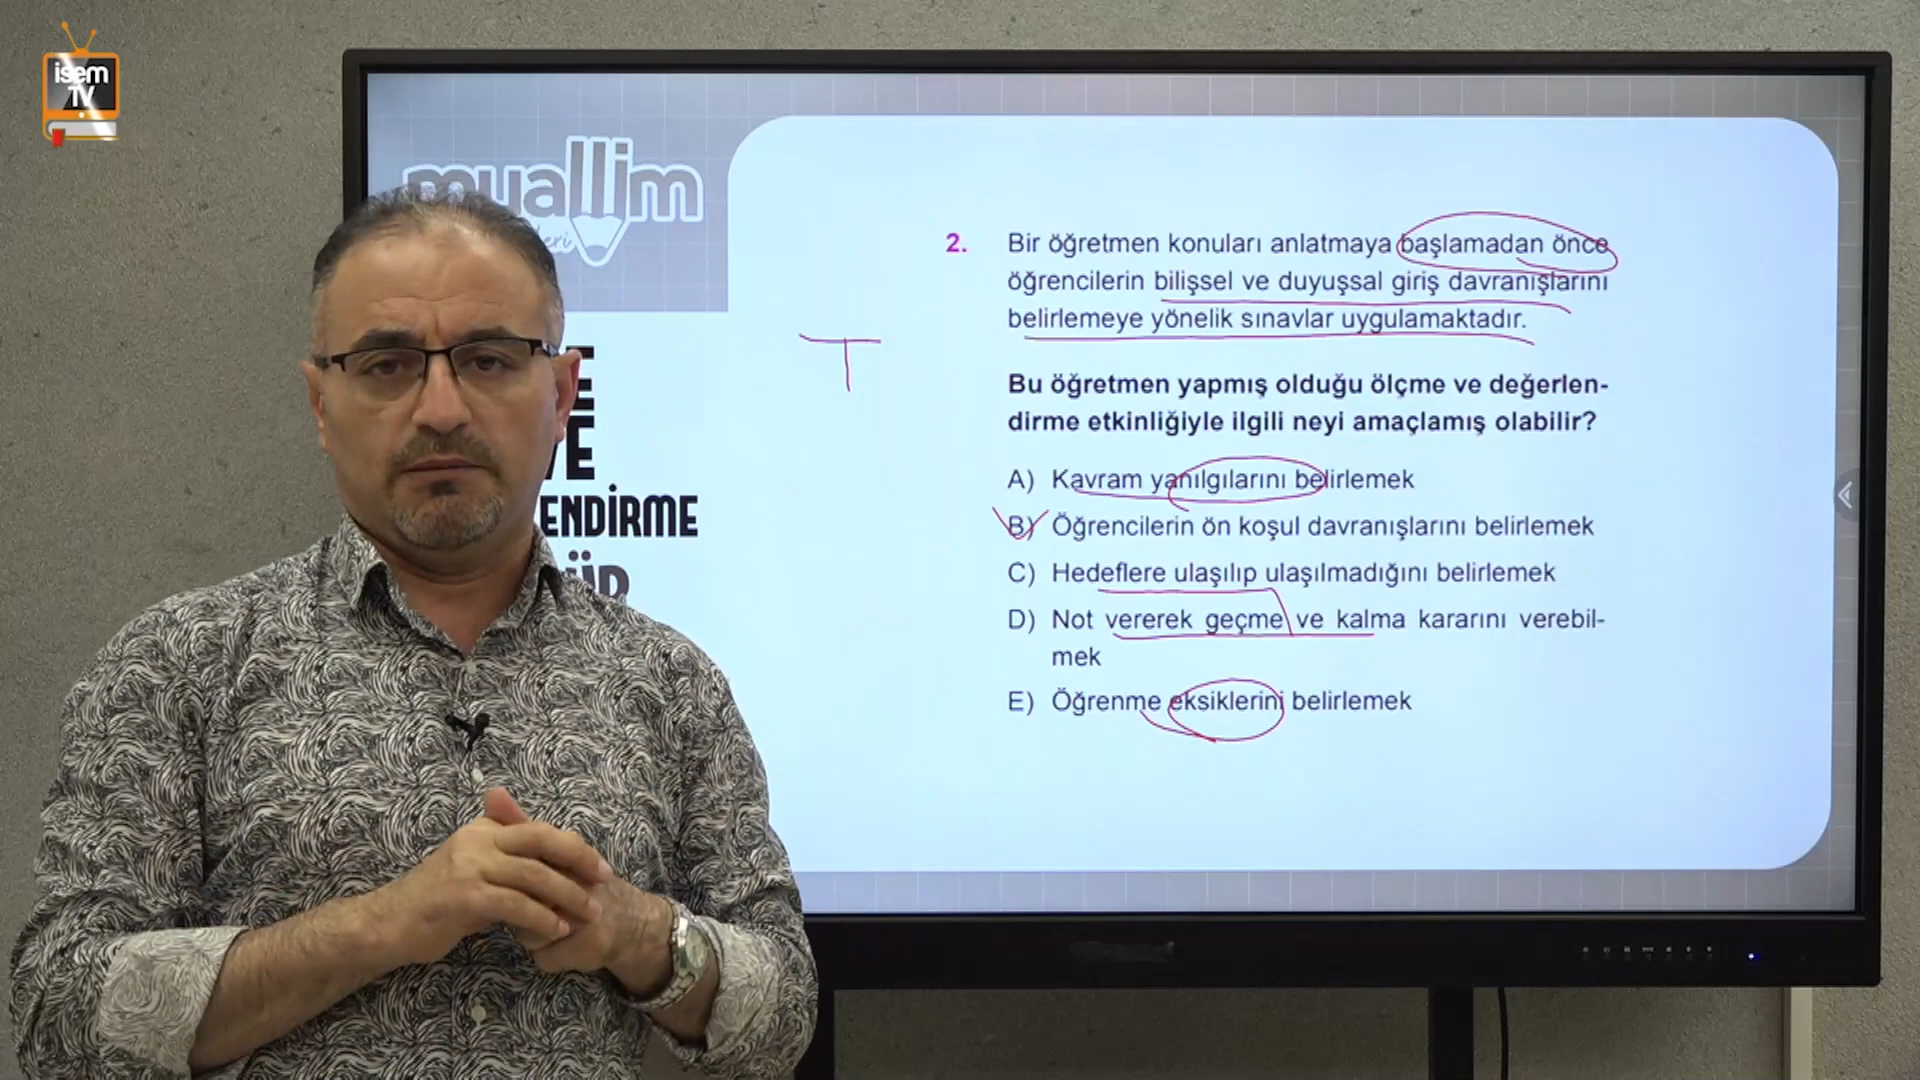 isem
TV
muallim
leri
2. Bir öğretmen konuları anlatmaya başlamadan önce
öğrencilerin bilişsel ve duyuşsal giriş davranışlarını
belirlemeye yönelik sınavlar uygulamaktadır.
T
Bu öğretmen yapmış olduğu ölçme ve değerlen-
dirme etkinliğiyle ilgili neyi amaçlamış olabilir?
A) Kavram yanılgılarını belirlemek
B) Öğrencilerin ön koşul davranışlarını belirlemek
C) Hedeflere ulaşılıp ulaşılmadığını belirlemek
D) Not vererek geçme ve kalma kararını verebil-
mek
E) Öğrenme eksiklerini belirlemek
E
VE
ENDİRME